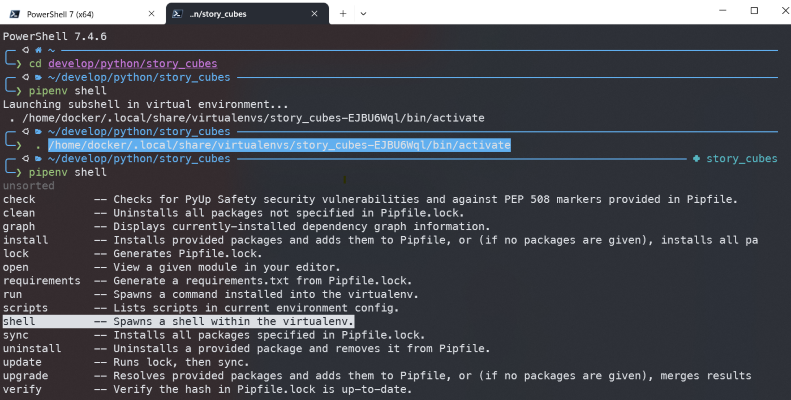 PowerShell 7 (x64)
..n/story_cubes
PowerShell 7.4.6
~
❯ cd develop/python/story_cubes
~/develop/python/story_cubes
❯ pipenv shell
Launching subshell in virtual environment...
. /home/docker/.local/share/virtualenvs/story_cubes-EJBU6Wql/bin/activate
~/develop/python/story_cubes
❯ . /home/docker/.local/share/virtualenvs/story_cubes-EJBU6Wql/bin/activate
~/develop/python/story_cubes story_cubes
❯ pipenv shell
unsorted
check -- Checks for PyUp Safety security vulnerabilities and against PEP 508 markers provided in Pipfile.
clean -- Uninstalls all packages not specified in Pipfile.lock.
graph -- Displays currently-installed dependency graph information.
install -- Installs provided packages and adds them to Pipfile, or (if no packages are given), installs all pa
lock -- Generates Pipfile.lock.
open -- View a given module in your editor.
requirements -- Generate a requirements.txt from Pipfile.lock.
run -- Spawns a command installed into the virtualenv.
scripts -- Lists scripts in current environment config.
shell -- Spawns a shell within the virtualenv.
sync -- Installs all packages specified in Pipfile.lock.
uninstall -- Uninstalls a provided package and removes it from Pipfile.
update -- Runs lock, then sync.
upgrade -- Resolves provided packages and adds them to Pipfile, or (if no packages are given), merges results
verify -- Verify the hash in Pipfile.lock is up-to-date.